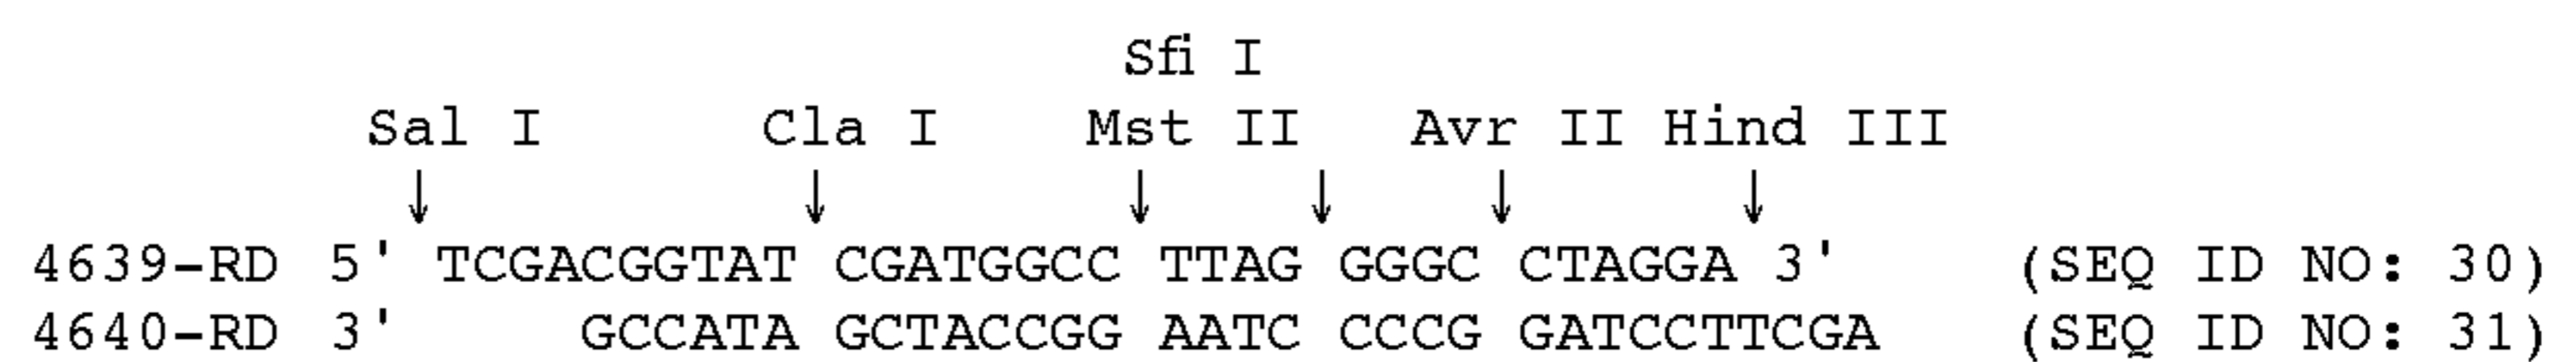 Sfi I
Sal I Cla I Mst II Avr II Hind III
↓ ↓ ↓ ↓ ↓ ↓
4639-RD 5' TCGACGGTAT CGATGGCC TTAG GGGC CTAGGA 3' (SEQ ID NO: 30)
4640-RD 3' GCCATA GCTACCGG AATC CCCG GATCCTTCGA (SEQ ID NO: 31)